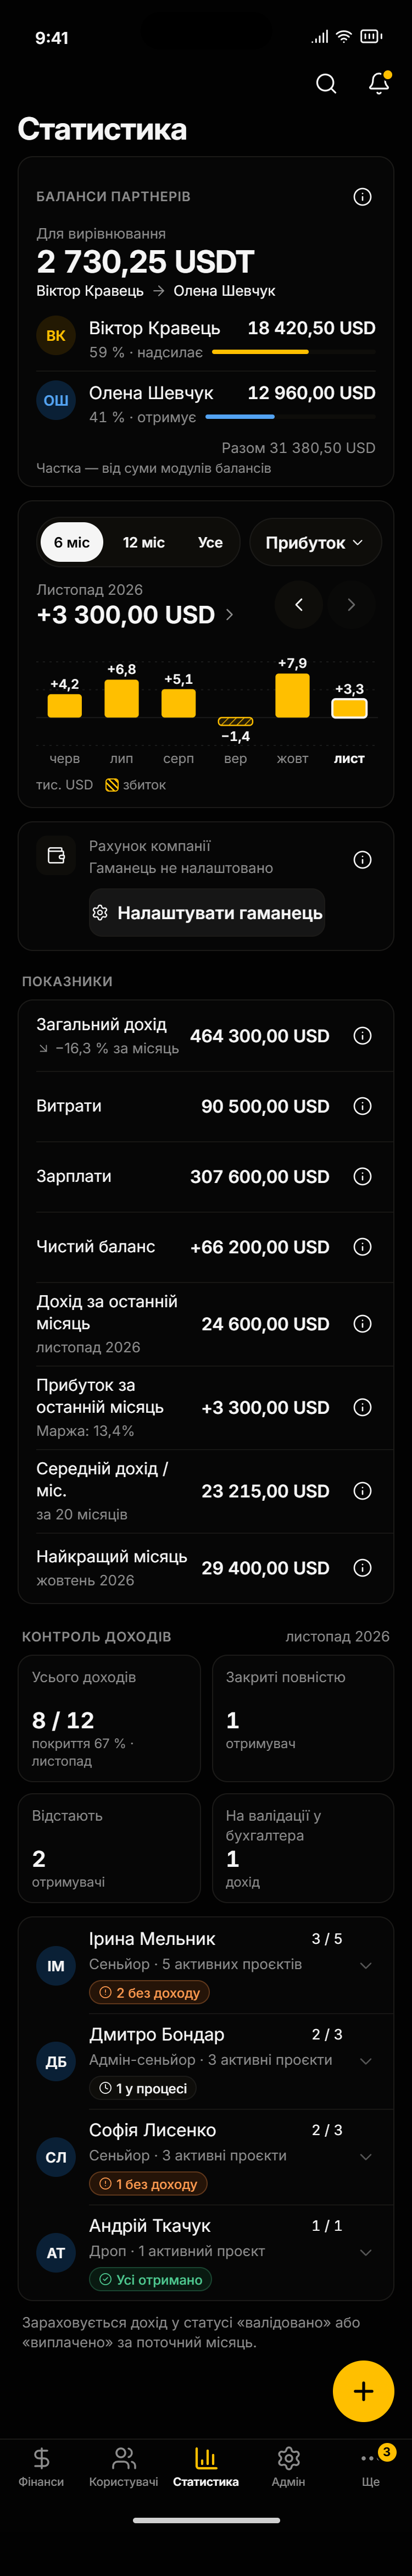 9:41
Статистика
БАЛАНСИ ПАРТНЕРІВ
Для вирівнювання
2 730,25 USDT
Віктор Кравець → Олена Шевчук
ВК
Віктор Кравець 18 420,50 USD
59 % · надсилає
ОШ
Олена Шевчук 12 960,00 USD
41 % · отримує
Разом 31 380,50 USD
Частка — від суми модулів балансів
6 міс 12 міс Усе Прибуток
Листопад 2026
+3 300,00 USD
+4,2 +6,8 +5,1 −1,4 +7,9 +3,3
черв лип серп вер жовт лист
тис. USD збиток
Рахунок компанії
Гаманець не налаштовано
Налаштувати гаманець
ПОКАЗНИКИ
Загальний дохід 464 300,00 USD
↘ −16,3 % за місяць
Витрати 90 500,00 USD
Зарплати 307 600,00 USD
Чистий баланс +66 200,00 USD
Дохід за останній
місяць 24 600,00 USD
листопад 2026
Прибуток за
останній місяць +3 300,00 USD
Маржа: 13,4%
Середній дохід /
міс. 23 215,00 USD
за 20 місяців
Найкращий місяць 29 400,00 USD
жовтень 2026
КОНТРОЛЬ ДОХОДІВ листопад 2026
Усього доходів
8 / 12
покриття 67 % ·
листопад
Закриті повністю
1
отримувач
Відстають
2
отримувачі
На валідації у
бухгалтера
1
дохід
ІМ
Ірина Мельник 3 / 5
Сеньйор · 5 активних проєктів
2 без доходу
ДБ
Дмитро Бондар 2 / 3
Адмін-сеньйор · 3 активні проєкти
1 у процесі
СЛ
Софія Лисенко 2 / 3
Сеньйор · 3 активні проєкти
1 без доходу
АТ
Андрій Ткачук 1 / 1
Дроп · 1 активний проєкт
Усі отримано
Зараховується дохід у статусі «валідовано» або
«виплачено» за поточний місяць.
3
Фінанси Користувачі Статистика Адмін Ще